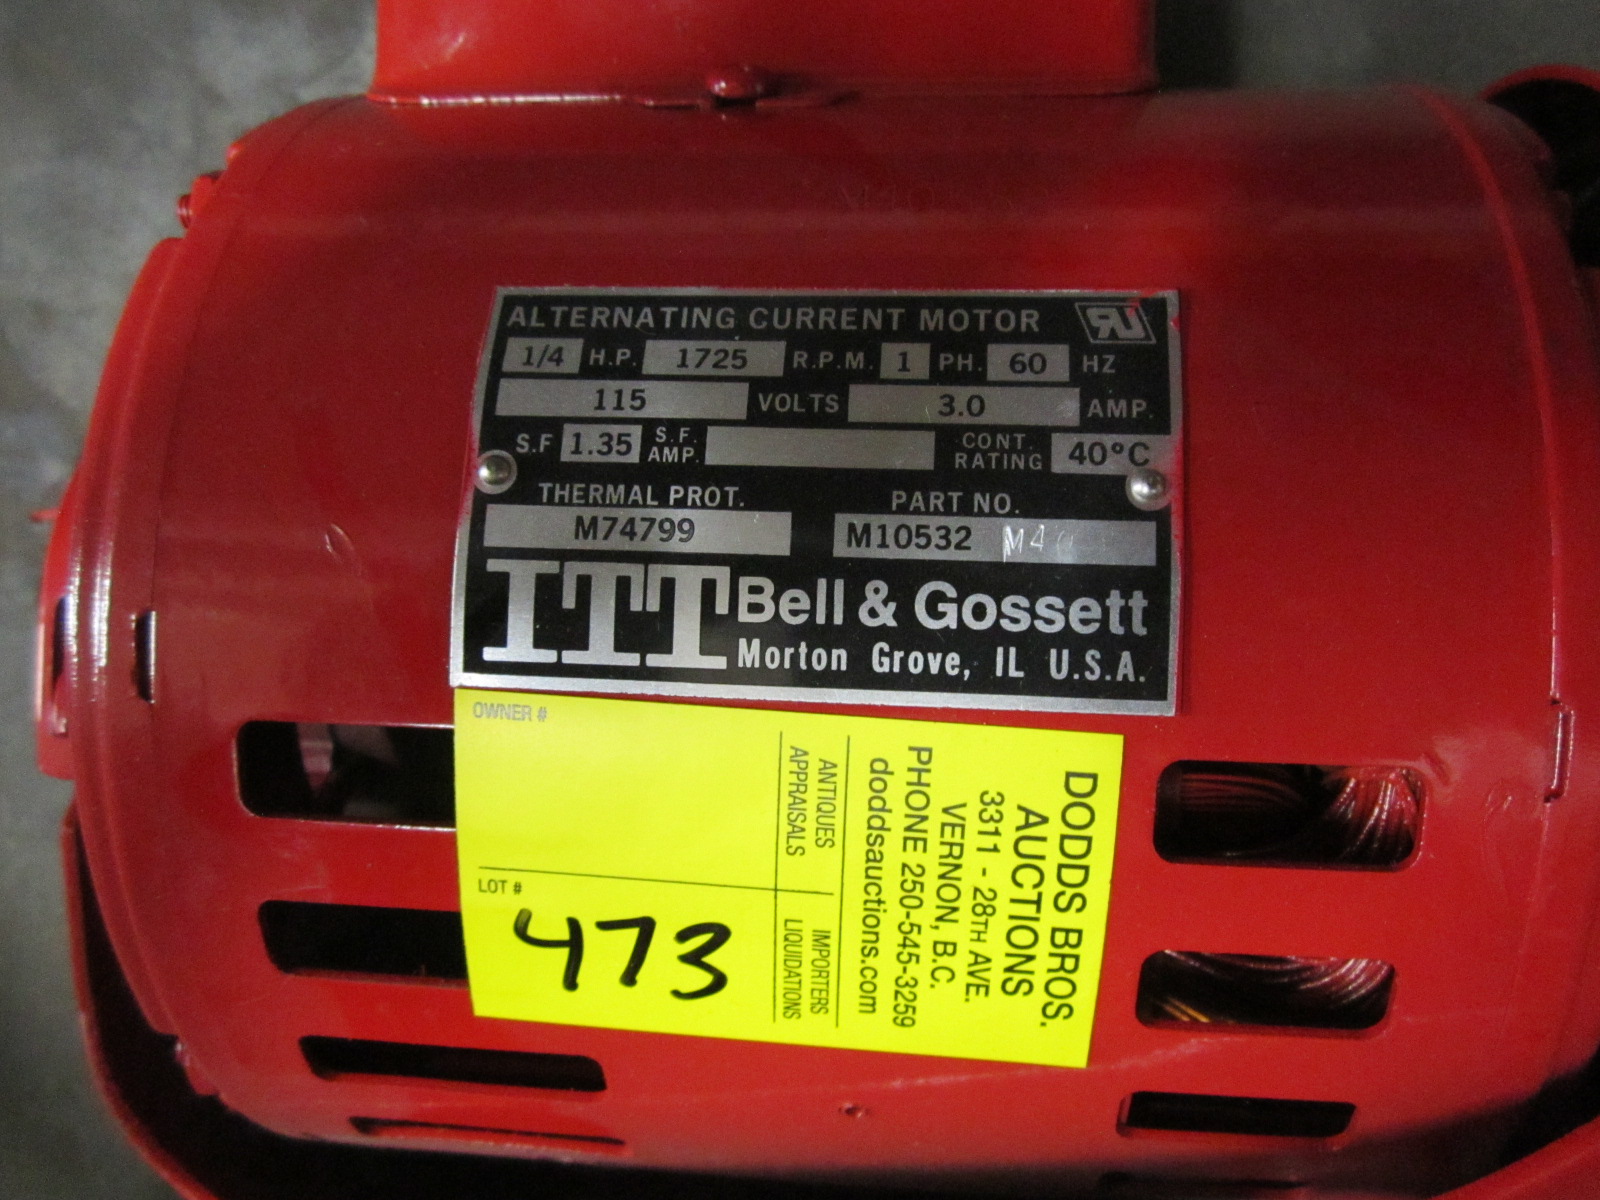 ALTERNATING CURRENT MOTOR
1/4 H.P. 1725 R.P.M. 1 PH. 60 HZ
115 VOLTS 3.0 AMP.
S.F 1.35 S.F. AMP. CONT. RATING 40°C
THERMAL PROT. PART NO.
M74799 M10532
ITT Bell & Gossett
Morton Grove, IL U.S.A.
OWNER #
LOT #
473
DODDS BROS.
AUCTIONS
3311 - 28TH AVE.
VERNON, B.C.
PHONE 250-545-3259
doddsauctions.com
ANTIQUES IMPORTERS
APPRAISALS LIQUIDATIONS